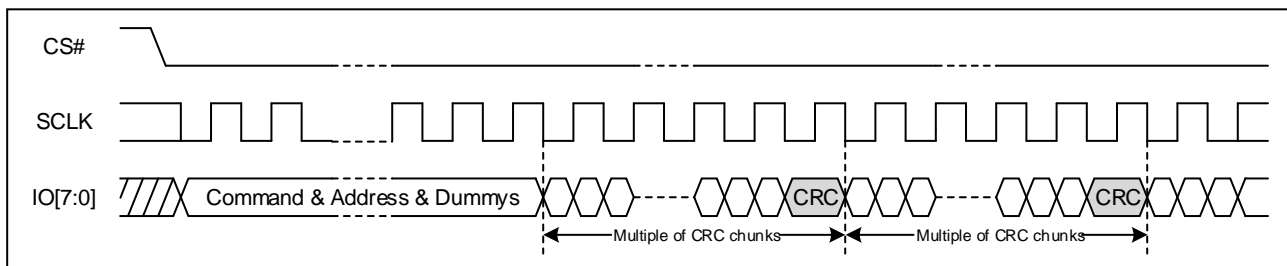 CS#
SCLK
IO[7:0]
Command & Address & Dummys
CRC
CRC
Multiple of CRC chunks
Multiple of CRC chunks